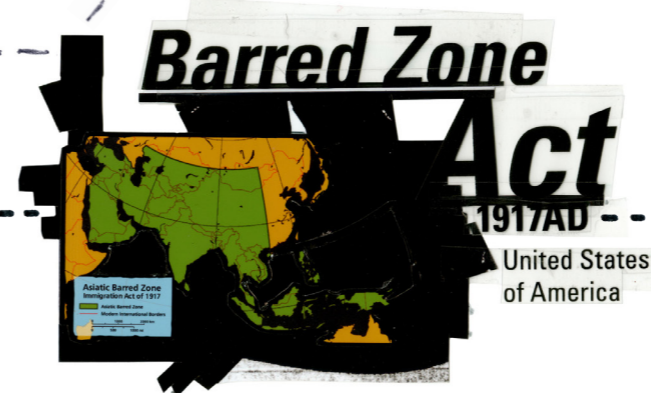 Barred Zone
Act
1917AD
United States
of America
Asiatic Barred Zone
Immigration Act of 1917
Asiatic Barred Zone
Modern International Borders